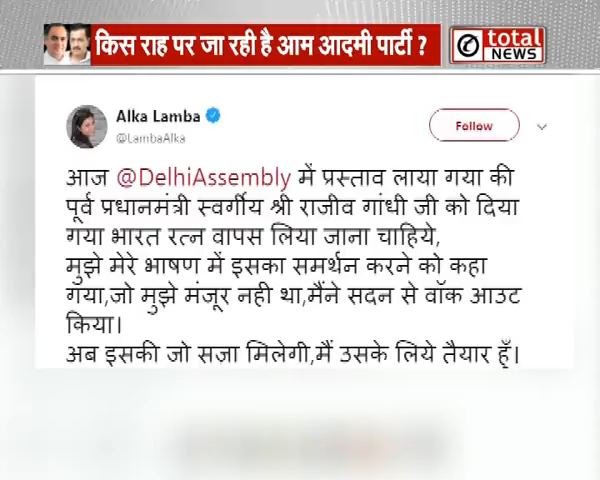 किस राह पर जा रही है आम आदमी पार्टी ?
total
NEWS
Alka Lamba
@LambaAlka
Follow
आज @DelhiAssembly में प्रस्ताव लाया गया की
पूर्व प्रधानमंत्री स्वर्गीय श्री राजीव गांधी जी को दिया
गया भारत रत्न वापस लिया जाना चाहिये,
मुझे मेरे भाषण में इसका समर्थन करने को कहा
गया,जो मुझे मंजूर नही था,मैंने सदन से वॉक आउट
किया।
अब इसकी जो सज़ा मिलेगी,मैं उसके लिये तैयार हूँ।